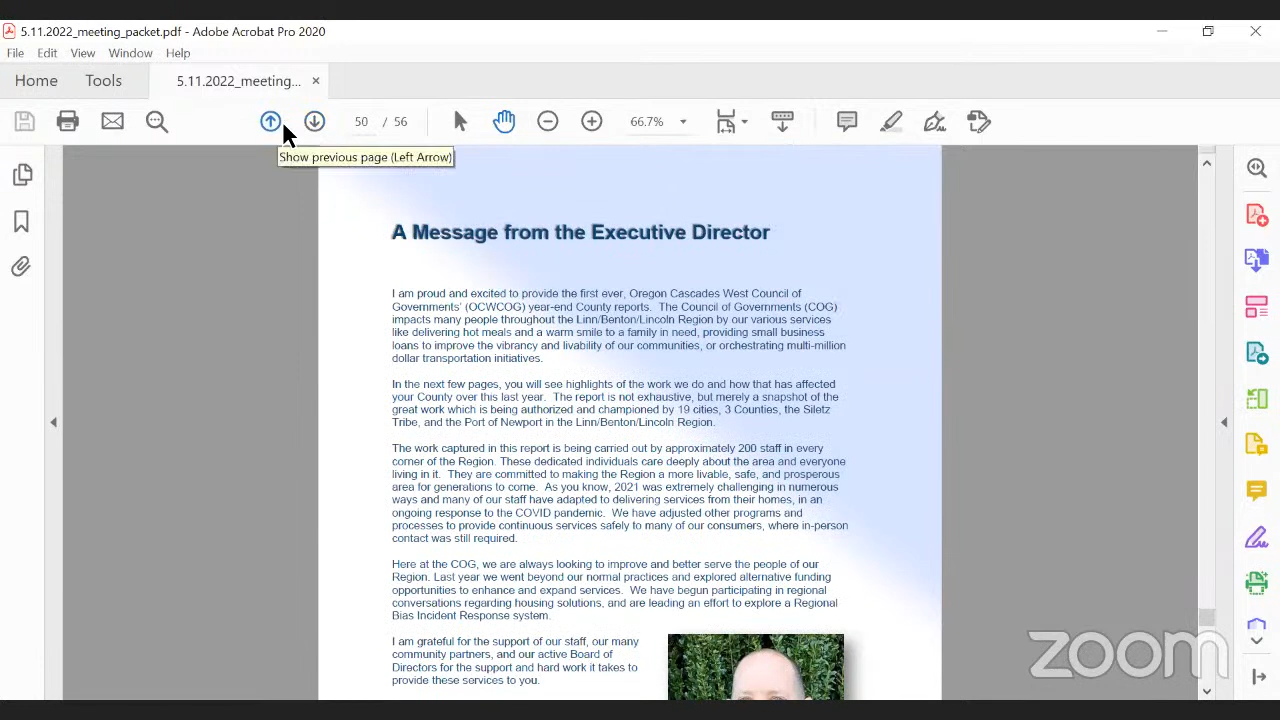 5.11.2022_meeting_packet.pdf - Adobe Acrobat Pro 2020
File Edit View Window Help
Home Tools 5.11.2022_meeting... ×
50 / 56 66.7%
Show previous page (Left Arrow)
A Message from the Executive Director
I am proud and excited to provide the first ever, Oregon Cascades West Council of
Governments' (OCWCOG) year-end County reports. The Council of Governments (COG)
impacts many people throughout the Linn/Benton/Lincoln Region by our various services
like delivering hot meals and a warm smile to a family in need, providing small business
loans to improve the vibrancy and livability of our communities, or orchestrating multi-million
dollar transportation initiatives.
In the next few pages, you will see highlights of the work we do and how that has affected
your County over this last year. The report is not exhaustive, but merely a snapshot of the
great work which is being authorized and championed by 19 cities, 3 Counties, the Siletz
Tribe, and the Port of Newport in the Linn/Benton/Lincoln Region.
The work captured in this report is being carried out by approximately 200 staff in every
corner of the Region. These dedicated individuals care deeply about the area and everyone
living in it. They are committed to making the Region a more livable, safe, and prosperous
area for generations to come. As you know, 2021 was extremely challenging in numerous
ways and many of our staff have adapted to delivering services from their homes, in an
ongoing response to the COVID pandemic. We have adjusted other programs and
processes to provide continuous services safely to many of our consumers, where in-person
contact was still required.
Here at the COG, we are always looking to improve and better serve the people of our
Region. Last year we went beyond our normal practices and explored alternative funding
opportunities to enhance and expand services. We have begun participating in regional
conversations regarding housing solutions, and are leading an effort to explore a Regional
Bias Incident Response system.
I am grateful for the support of our staff, our many
community partners, and our active Board of
Directors for the support and hard work it takes to
provide these services to you.
zoom